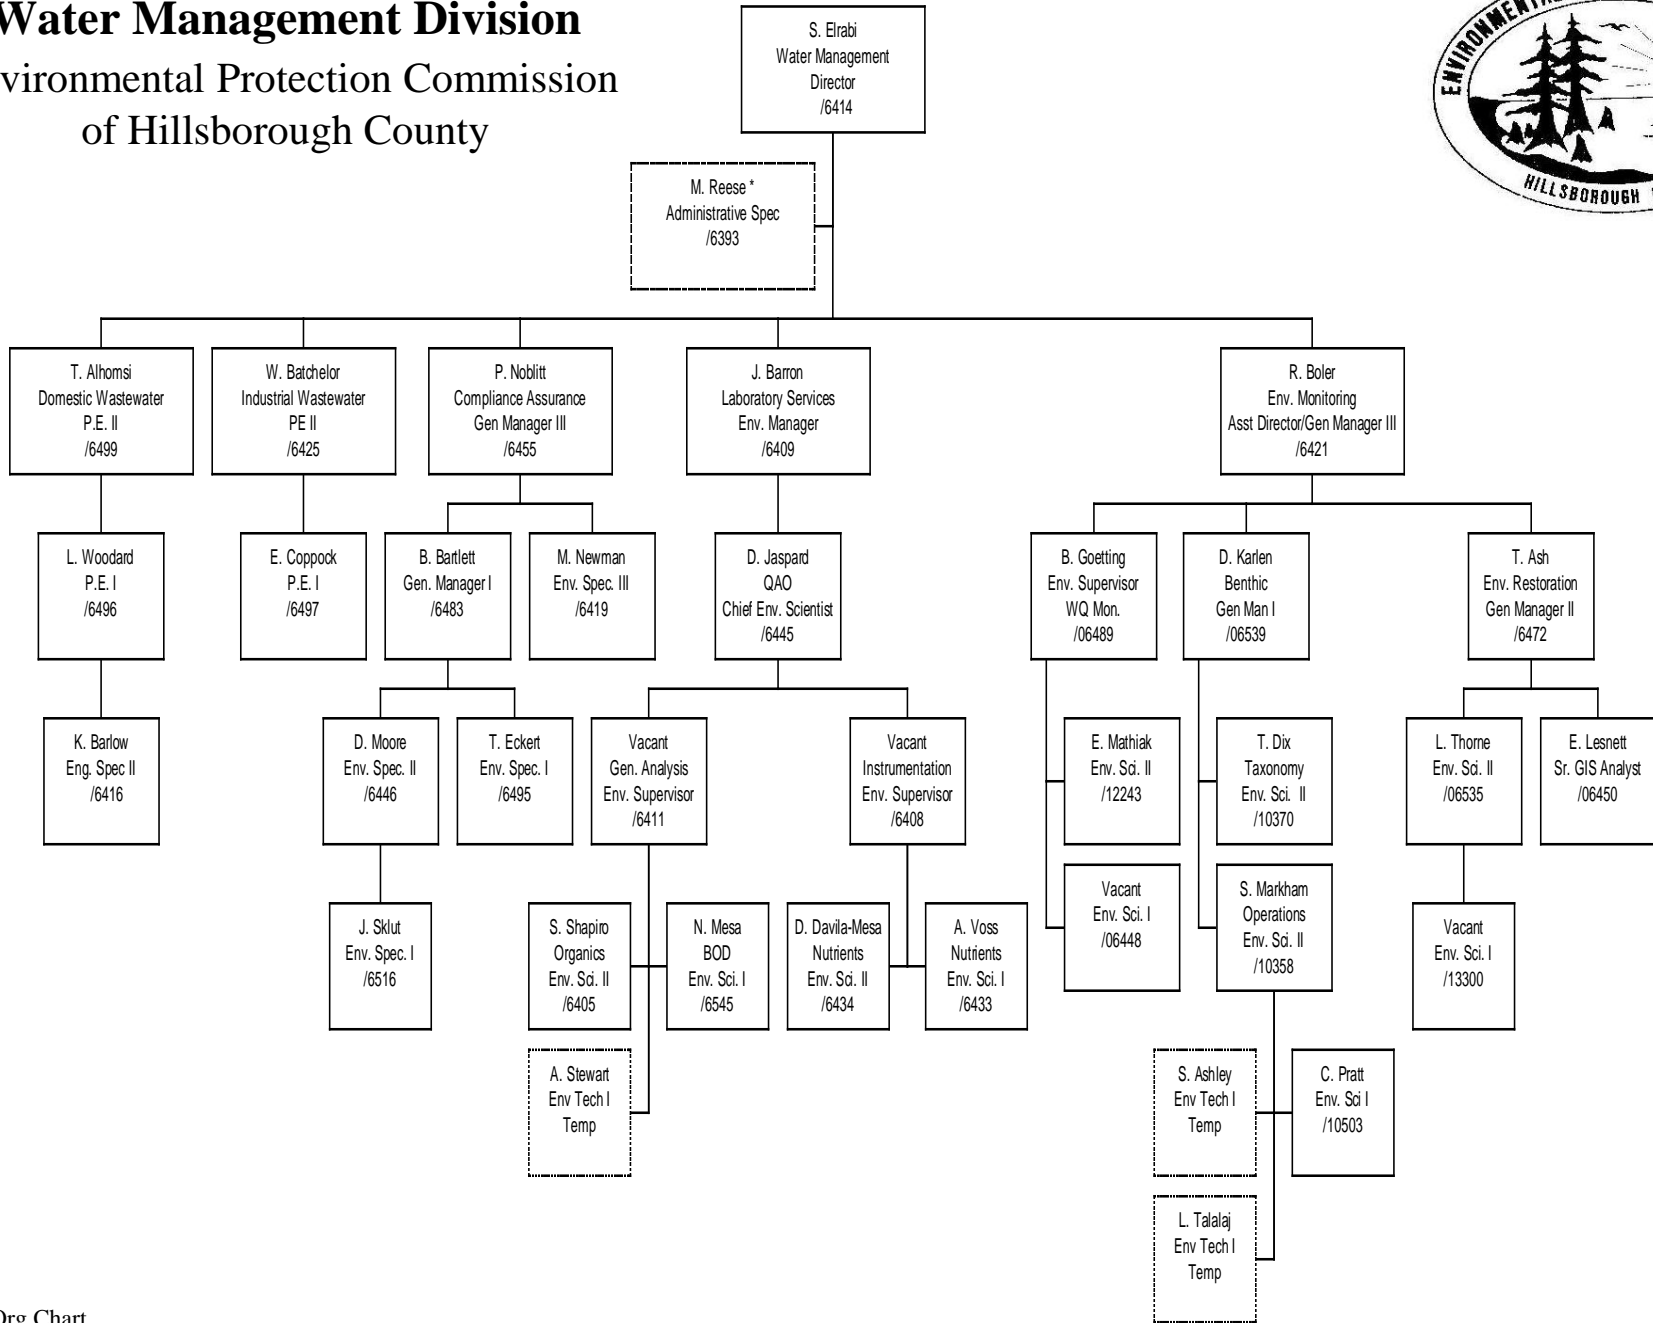 Water Management Division
vironmental Protection Commission
of Hillsborough County
S. Elrabi
Water Management
Director
/6414
ENVIRONMENTAL
HILLSBOROUGH
M. Reese *
Administrative Spec
/6393
T. Alhomsi
Domestic Wastewater
P.E. II
/6499
W. Batchelor
Industrial Wastewater
PE II
/6425
P. Noblitt
Compliance Assurance
Gen Manager III
/6455
J. Barron
Laboratory Services
Env. Manager
/6409
R. Boler
Env. Monitoring
Asst Director/Gen Manager III
/6421
L. Woodard
P.E. I
/6496
E. Coppock
P.E. I
/6497
B. Bartlett
Gen. Manager I
/6483
M. Newman
Env. Spec. III
/6419
D. Jaspard
QAO
Chief Env. Scientist
/6445
B. Goetting
Env. Supervisor
WQ Mon.
/06489
D. Karlen
Benthic
Gen Man I
/06539
T. Ash
Env. Restoration
Gen Manager II
/6472
K. Barlow
Eng. Spec II
/6416
D. Moore
Env. Spec. II
/6446
T. Eckert
Env. Spec. I
/6495
Vacant
Gen. Analysis
Env. Supervisor
/6411
Vacant
Instrumentation
Env. Supervisor
/6408
E. Mathiak
Env. Sci. II
/12243
T. Dix
Taxonomy
Env. Sci. II
/10370
L. Thorne
Env. Sci. II
/06535
E. Lesnett
Sr. GIS Analyst
/06450
Vacant
Env. Sci. I
/06448
S. Markham
Operations
Env. Sci. II
/10358
J. Sklut
Env. Spec. I
/6516
S. Shapiro
Organics
Env. Sci. II
/6405
N. Mesa
BOD
Env. Sci. I
/6545
D. Davila-Mesa
Nutrients
Env. Sci. II
/6434
A. Voss
Nutrients
Env. Sci. I
/6433
Vacant
Env. Sci. I
/13300
A. Stewart
Env Tech I
Temp
S. Ashley
Env Tech I
Temp
C. Pratt
Env. Sci I
/10503
L. Talalaj
Env Tech I
Temp
Org Chart